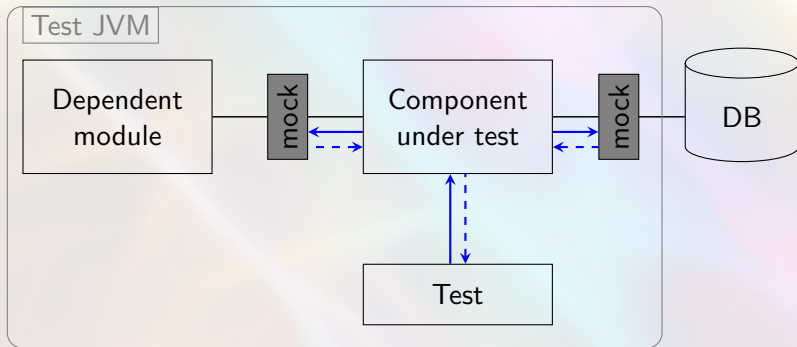 Test JVM
Dependent
module
mock
Component
under test
mock
DB
Test